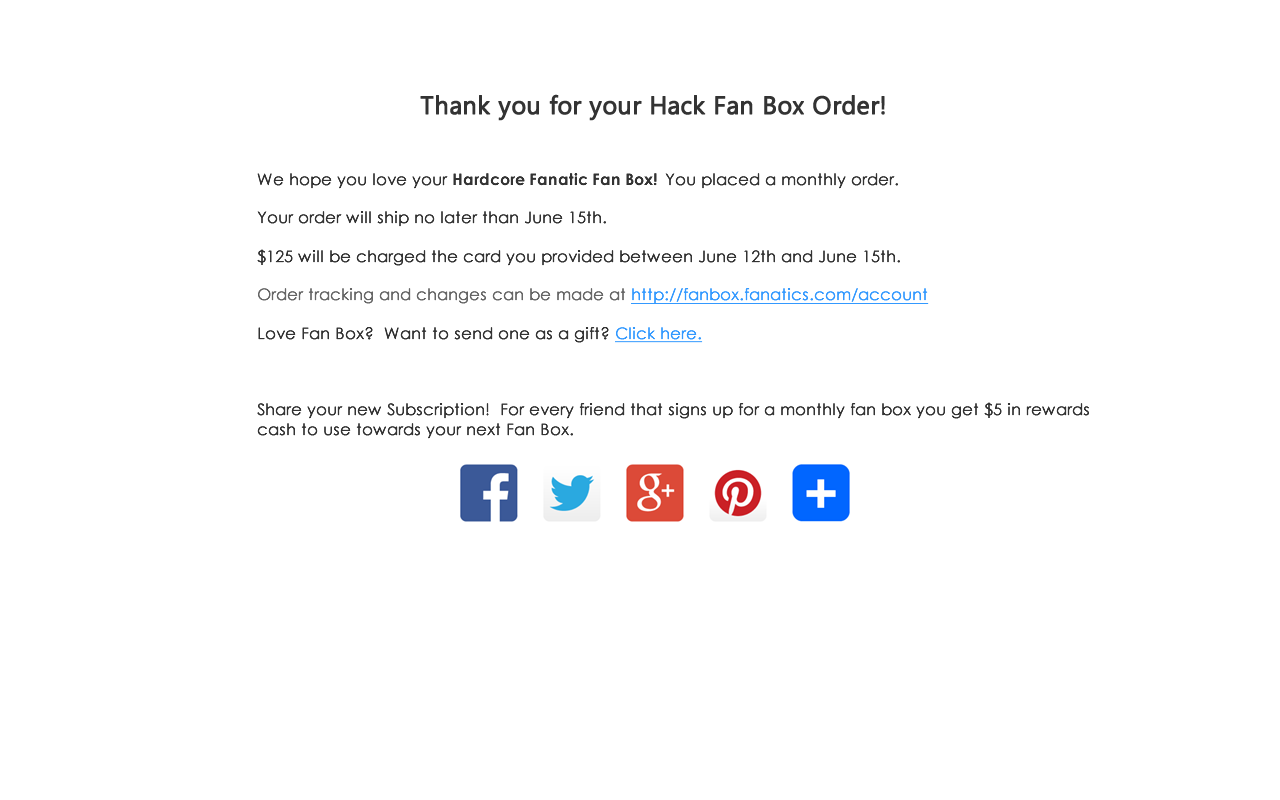 Thank you for your Hack Fan Box Order!
We hope you love your Hardcore Fanatic Fan Box! You placed a monthly order.
Your order will ship no later than June 15th.
$125 will be charged the card you provided between June 12th and June 15th.
Order tracking and changes can be made at http://fanbox.fanatics.com/account
Love Fan Box? Want to send one as a gift? Click here.
Share your new Subscription! For every friend that signs up for a monthly fan box you get $5 in rewards
cash to use towards your next Fan Box.
f g+ p +